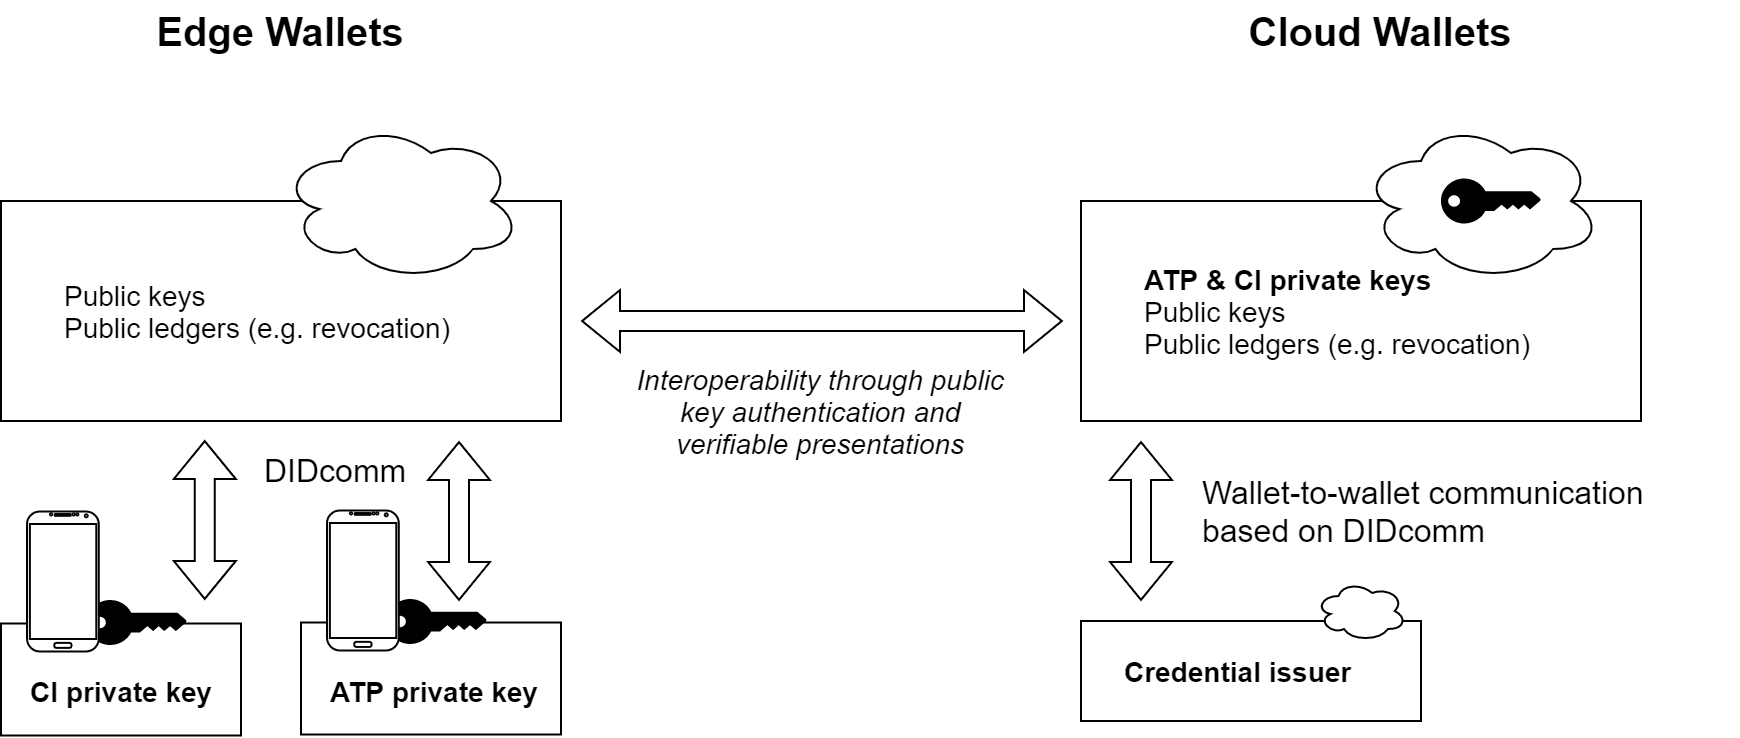 Edge Wallets
Cloud Wallets
Public keys
Public ledgers (e.g. revocation)
ATP & CI private keys
Public keys
Public ledgers (e.g. revocation)
Interoperability through public
key authentication and
verifiable presentations
DIDcomm
Wallet-to-wallet communication
based on DIDcomm
CI private key
ATP private key
Credential issuer